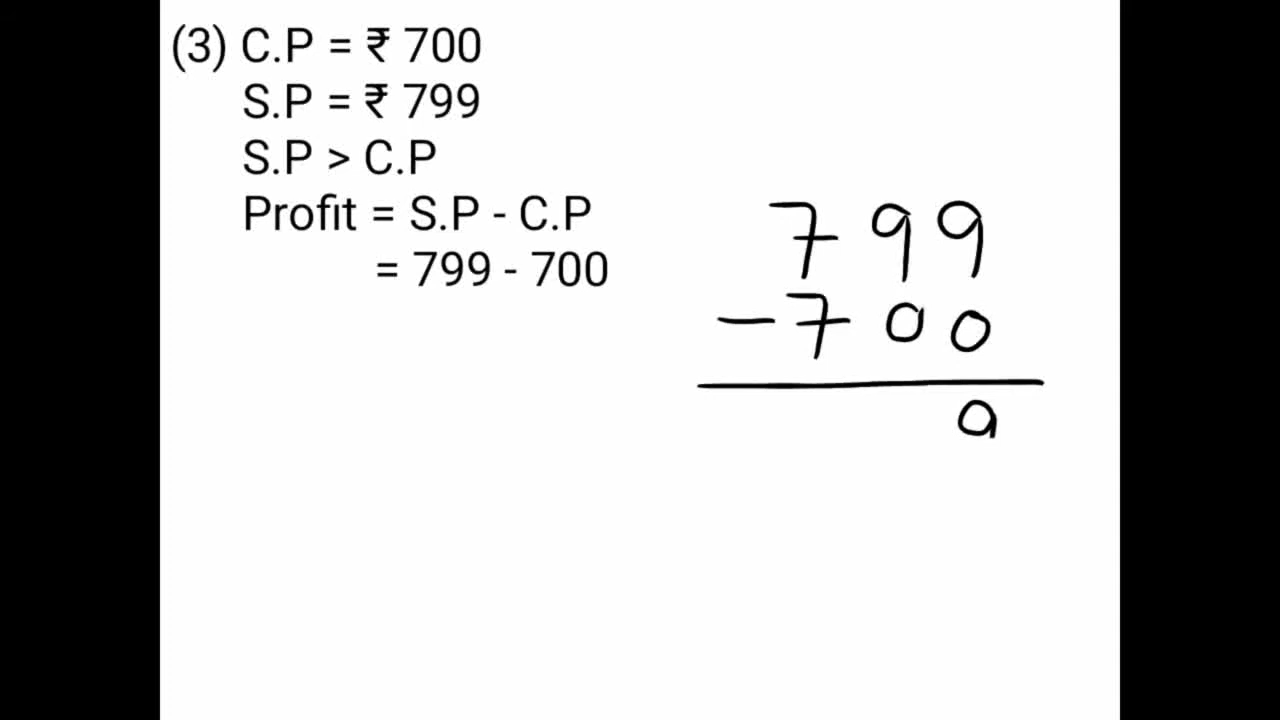 (3) C.P = ₹ 700
S.P = ₹ 799
S.P > C.P
Profit = S.P - C.P
= 799 - 700
799
-700
9